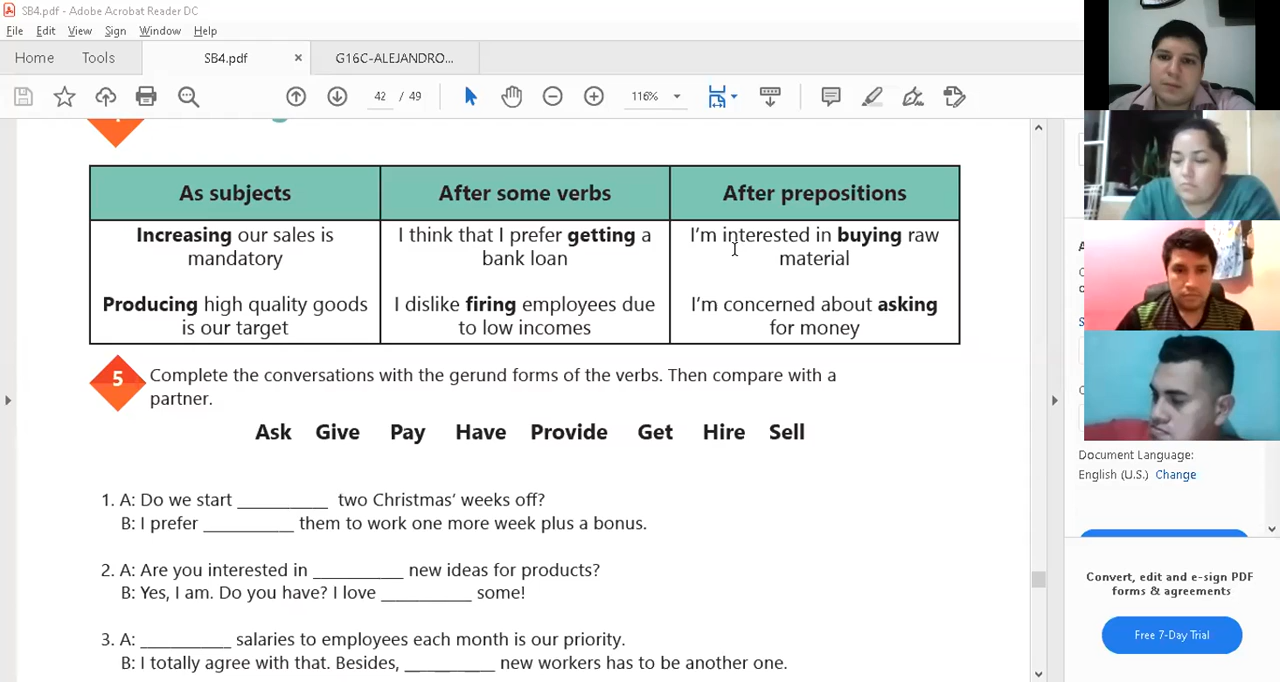 SB4.pdf - Adobe Acrobat Reader DC
File Edit View Sign Window Help
Home Tools SB4.pdf × G16C-ALEJANDRO...
42 / 49 116%
As subjects After some verbs After prepositions
Increasing our sales is mandatory
Producing high quality goods is our target
I think that I prefer getting a bank loan
I dislike firing employees due to low incomes
I'm interested in buying raw material
I'm concerned about asking for money
5 Complete the conversations with the gerund forms of the verbs. Then compare with a
partner.
Ask Give Pay Have Provide Get Hire Sell
1. A: Do we start __________ two Christmas' weeks off?
B: I prefer __________ them to work one more week plus a bonus.
2. A: Are you interested in __________ new ideas for products?
B: Yes, I am. Do you have? I love __________ some!
3. A: __________ salaries to employees each month is our priority.
B: I totally agree with that. Besides, __________ new workers has to be another one.
Document Language:
English (U.S.) Change
Convert, edit and e-sign PDF
forms & agreements
Free 7-Day Trial